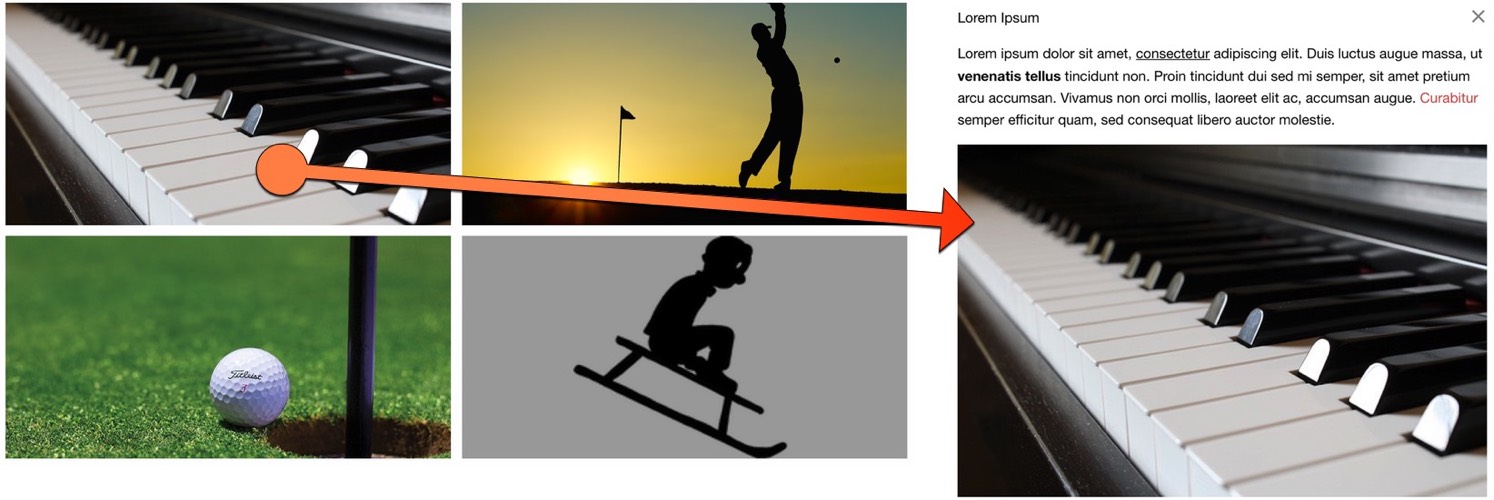 Lorem Ipsum
Lorem ipsum dolor sit amet, consectetur adipiscing elit. Duis luctus augue massa, ut
venenatis tellus tincidunt non. Proin tincidunt dui sed mi semper, sit amet pretium
arcu accumsan. Vivamus non orci mollis, laoreet elit ac, accumsan augue. Curabitur
semper efficitur quam, sed consequat libero auctor molestie.
Titleist